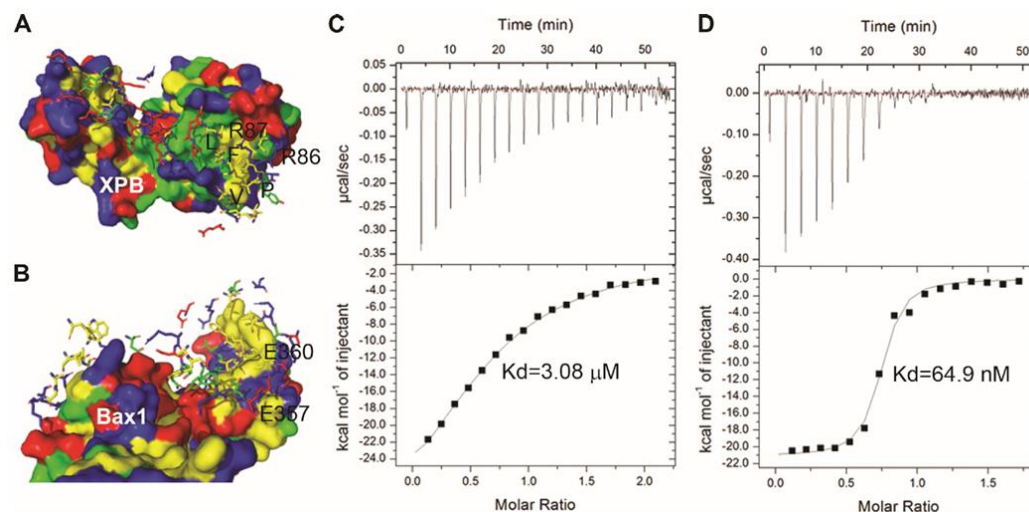 A
XPB
L
R87
F
R86
V
P
B
Bax1
E360
E357
C
Time (min)
0 10 20 30 40 50
0.05
0.00
-0.05
-0.10
-0.15
-0.20
-0.25
-0.30
-0.35
µcal/sec
-2.0
-4.0
-6.0
-8.0
-10.0
-12.0
-14.0
-16.0
-18.0
-20.0
-22.0
-24.0
kcal mol⁻¹ of injectant
Kd=3.08 µM
0.0 0.5 1.0 1.5 2.0
Molar Ratio
D
Time (min)
0 10 20 30 40 50
0.00
-0.10
-0.20
-0.30
-0.40
µcal/sec
0.0
-2.0
-4.0
-6.0
-8.0
-10.0
-12.0
-14.0
-16.0
-18.0
-20.0
-22.0
kcal mol⁻¹ of injectant
Kd=64.9 nM
0.0 0.5 1.0 1.5
Molar Ratio